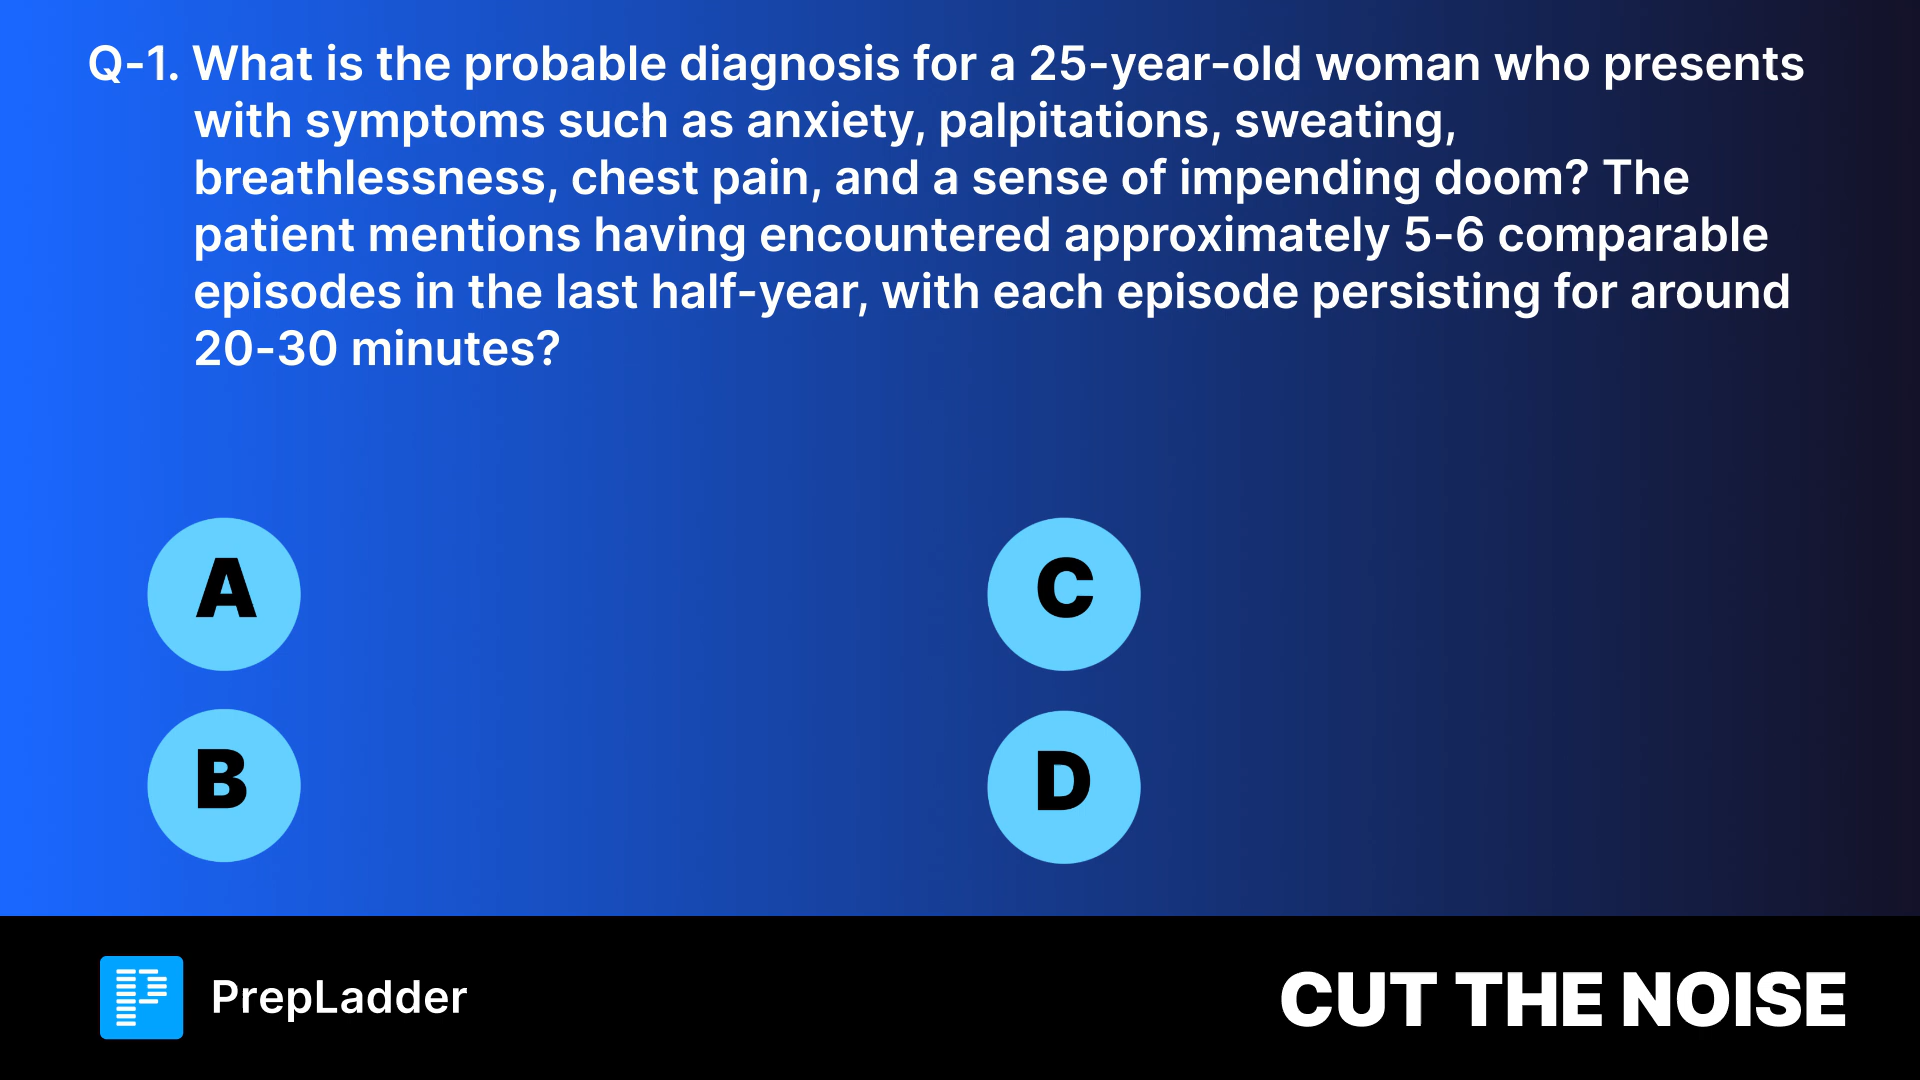 Q-1. What is the probable diagnosis for a 25-year-old woman who presents
with symptoms such as anxiety, palpitations, sweating,
breathlessness, chest pain, and a sense of impending doom? The
patient mentions having encountered approximately 5-6 comparable
episodes in the last half-year, with each episode persisting for around
20-30 minutes?
A
C
B
D
PrepLadder
CUT THE NOISE